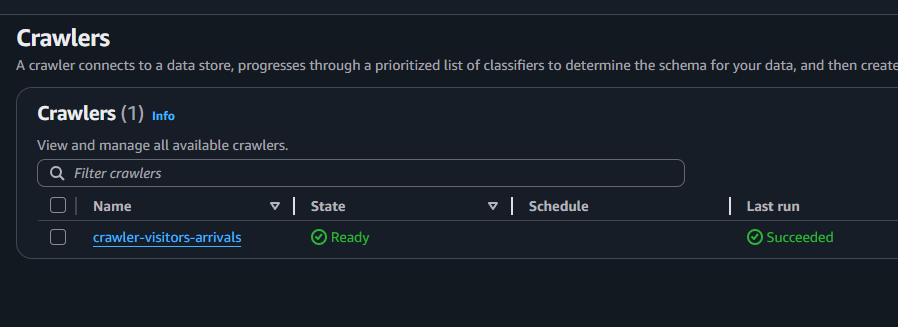 Crawlers
A crawler connects to a data store, progresses through a prioritized list of classifiers to determine the schema for your data, and then create
Crawlers (1) Info
View and manage all available crawlers.
Filter crawlers
Name State Schedule Last run
crawler-visitors-arrivals Ready Succeeded